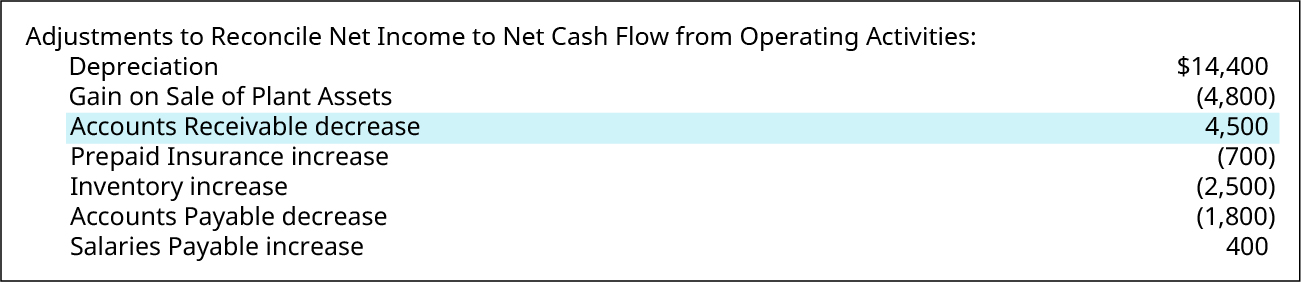 Adjustments to Reconcile Net Income to Net Cash Flow from Operating Activities:
Depreciation $14,400
Gain on Sale of Plant Assets (4,800)
Accounts Receivable decrease 4,500
Prepaid Insurance increase (700)
Inventory increase (2,500)
Accounts Payable decrease (1,800)
Salaries Payable increase 400